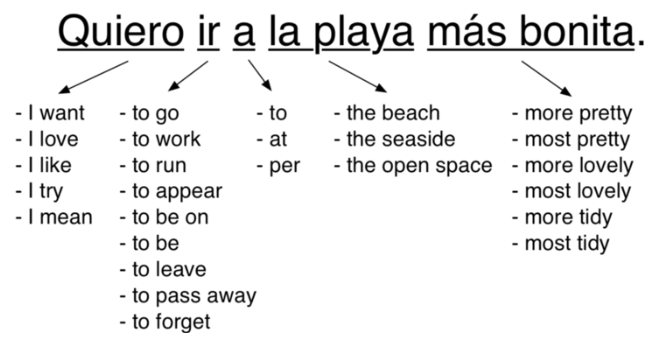 Quiero ir a la playa más bonita.
- I want
- I love
- I like
- I try
- I mean
- to go
- to work
- to run
- to appear
- to be on
- to be
- to leave
- to pass away
- to forget
- to
- at
- per
- the beach
- the seaside
- the open space
- more pretty
- most pretty
- more lovely
- most lovely
- more tidy
- most tidy